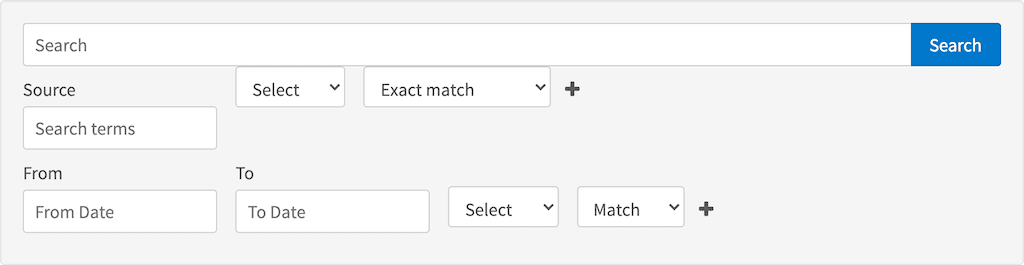 Search Search
Source Select Exact match
Search terms
From To
From Date To Date Select Match